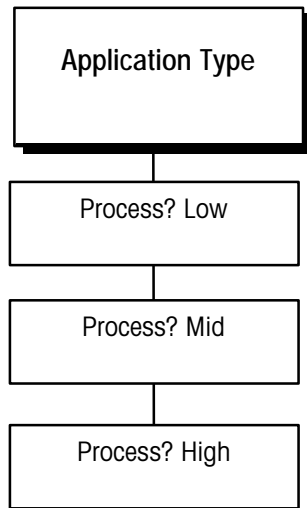 Application Type
Process? Low
Process? Mid
Process? High